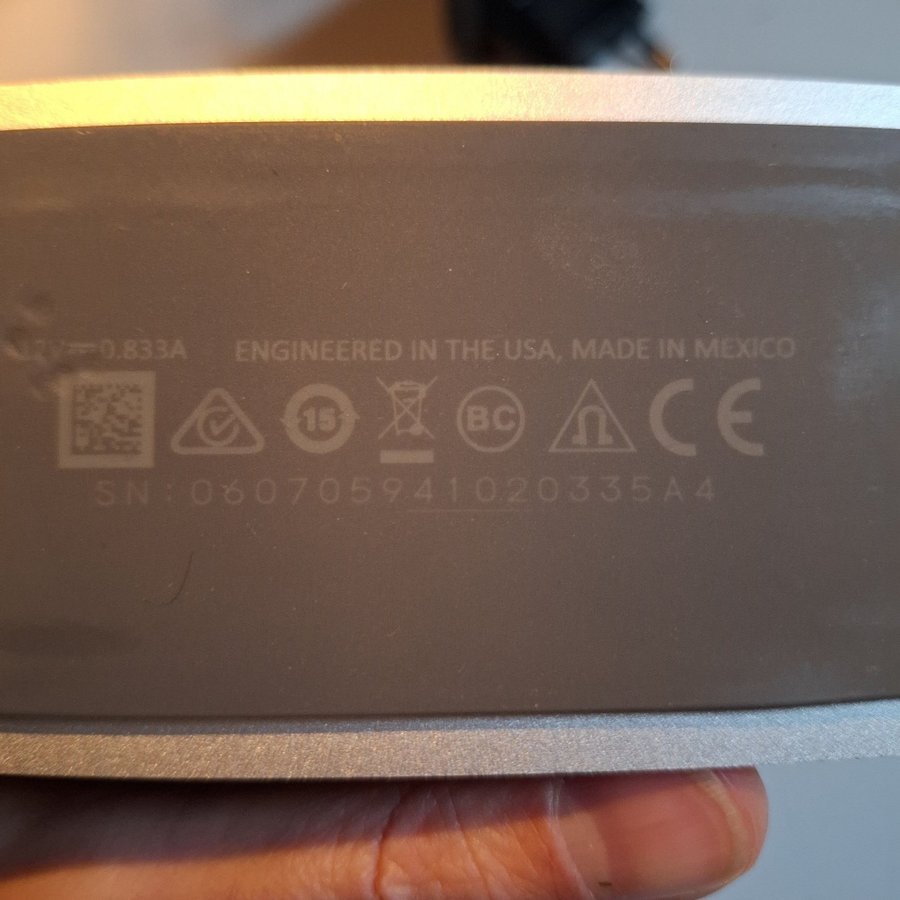 0.833A ENGINEERED IN THE USA, MADE IN MEXICO
15 BC CE
SN:060705941020335A4